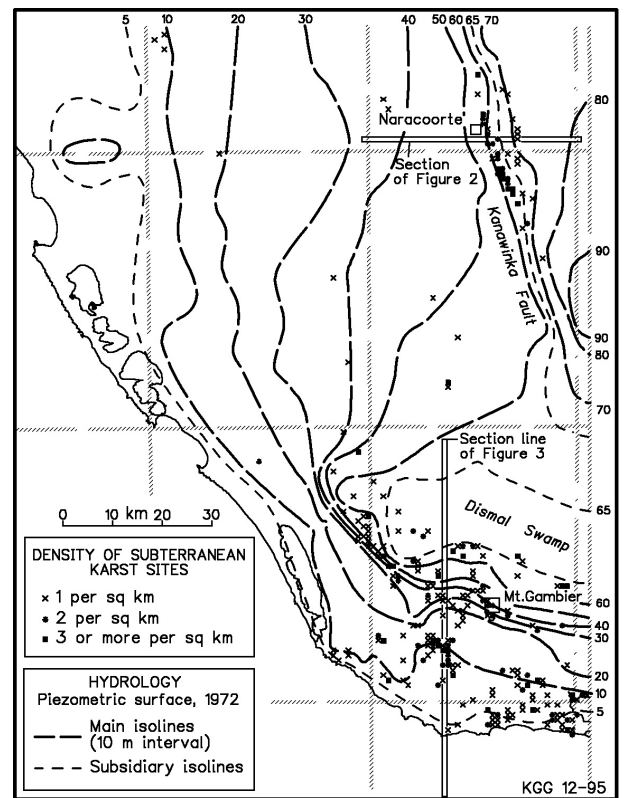 5 10 20 30 40 50 60 65 70
80
Naracoorte
Section
of Figure 2
Kanawinka Fault
90
90
80
70
Section line
of Figure 3
65
Dismal Swamp
0 10 km 20 30
DENSITY OF SUBTERRANEAN
KARST SITES
× 1 per sq km
• 2 per sq km
■ 3 or more per sq km
Mt.Gambier
60
40
30
20
10
5
HYDROLOGY
Piezometric surface, 1972
Main isolines
(10 m interval)
Subsidiary isolines
KGG 12-95